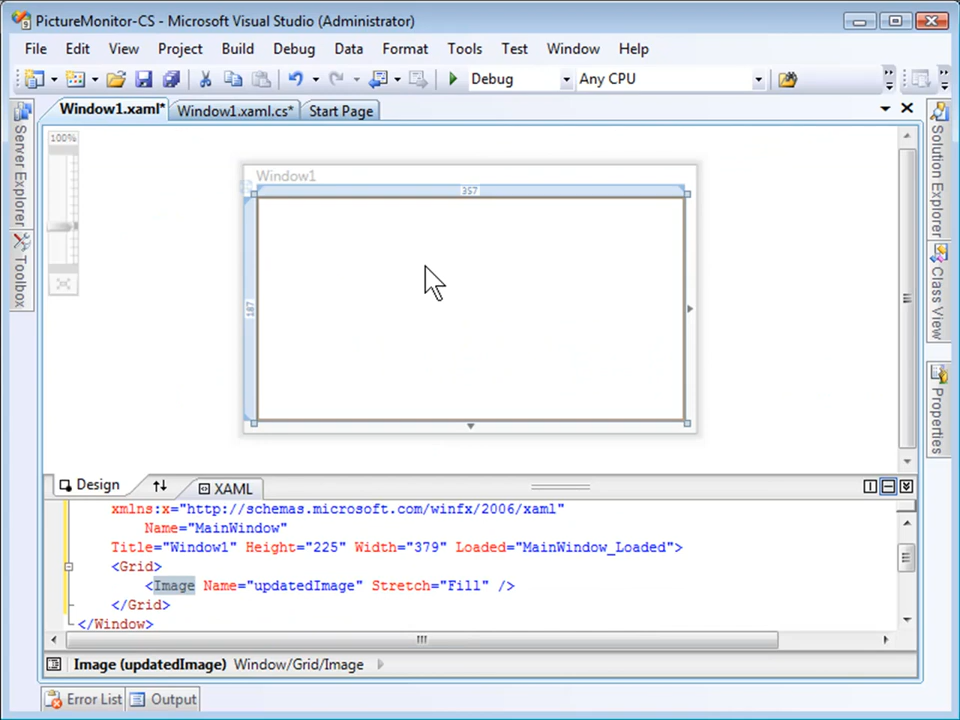 PictureMonitor-CS - Microsoft Visual Studio (Administrator)
File Edit View Project Build Debug Data Format Tools Test Window Help
Debug Any CPU
Window1.xaml* Window1.xaml.cs* Start Page
Server Explorer
Toolbox
100%
Window1
357
187
Solution Explorer
Class View
Properties
Design XAML
xmlns:x="http://schemas.microsoft.com/winfx/2006/xaml"
Name="MainWindow"
Title="Window1" Height="225" Width="379" Loaded="MainWindow_Loaded">
<Grid>
<Image Name="updatedImage" Stretch="Fill" />
</Grid>
</Window>
Image (updatedImage) Window/Grid/Image
Error List Output